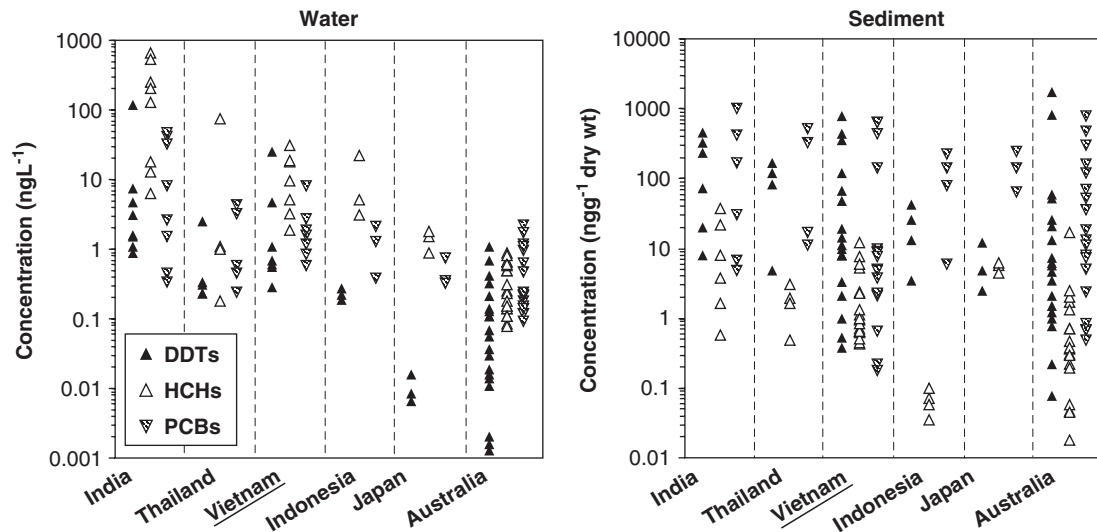 Water
Concentration (ngL⁻¹)
1000
100
10
1
0.1
0.01
0.001
DDTs
HCHs
PCBs
India
Thailand
Vietnam
Indonesia
Japan
Australia
Sediment
Concentration (ngg⁻¹ dry wt)
10000
1000
100
10
1
0.1
0.01
India
Thailand
Vietnam
Indonesia
Japan
Australia